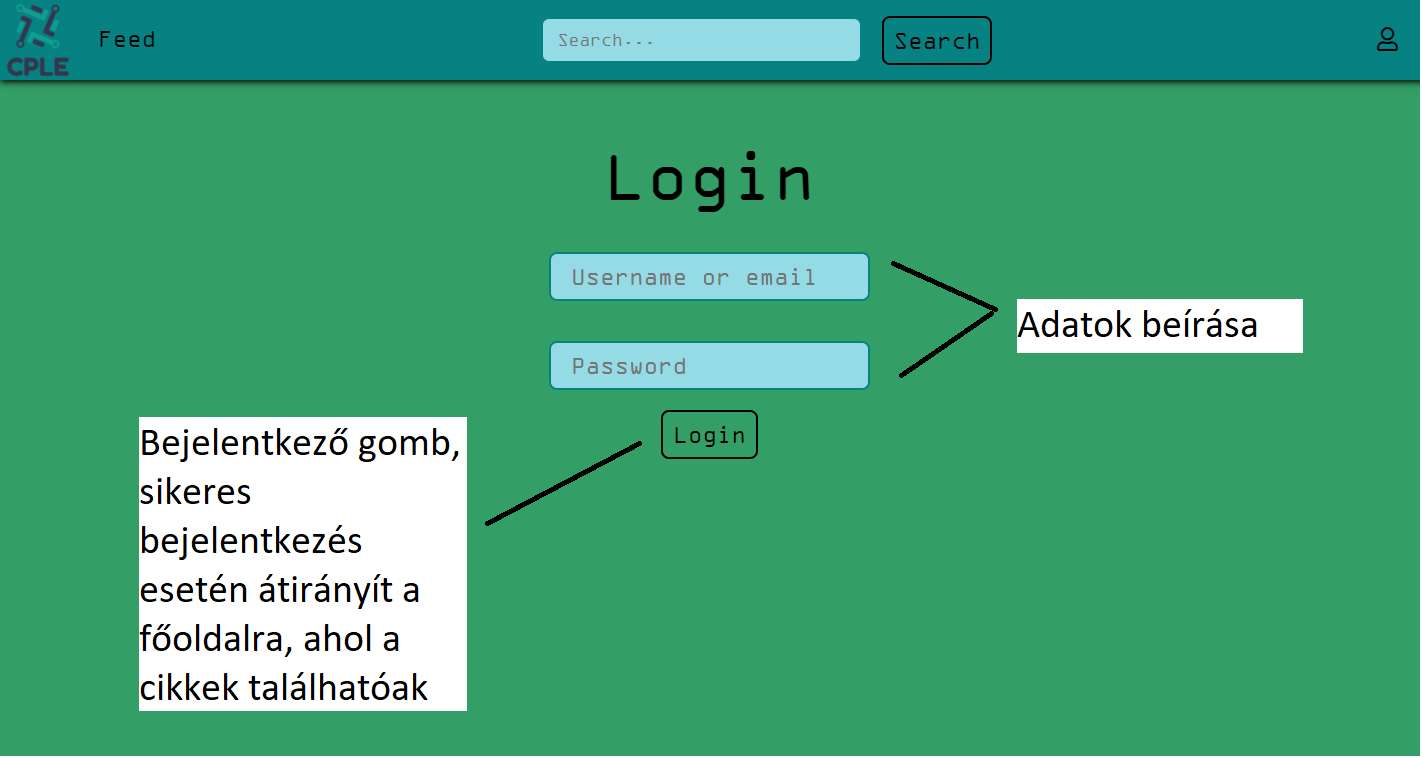 CPLE
Feed
Search...
Search
Login
Username or email
Adatok beírása
Password
Login
Bejelentkező gomb,
sikeres
bejelentkezés
esetén átirányít a
főoldalra, ahol a
cikkek találhatóak